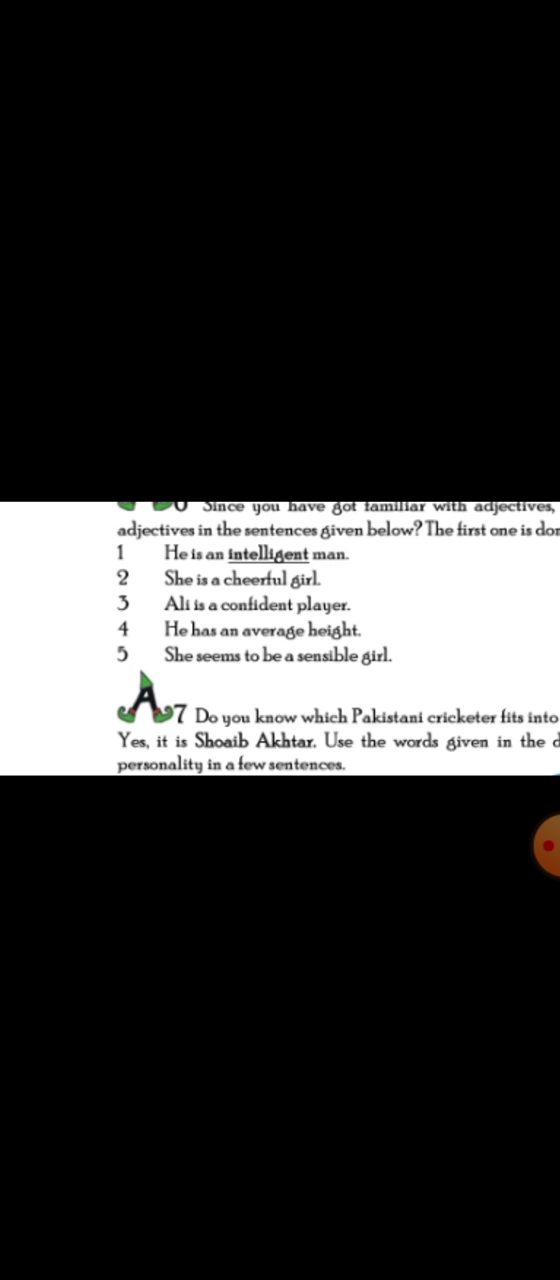 6 Since you have got familiar with adjectives,
adjectives in the sentences given below? The first one is
1 He is an intelligent man.
2 She is a cheerful girl.
3 Ali is a confident player.
4 He has an average height.
5 She seems to be a sensible girl.
A7 Do you know which Pakistani cricketer fits into
Yes, it is Shoaib Akhtar. Use the words given in the
personality in a few sentences.